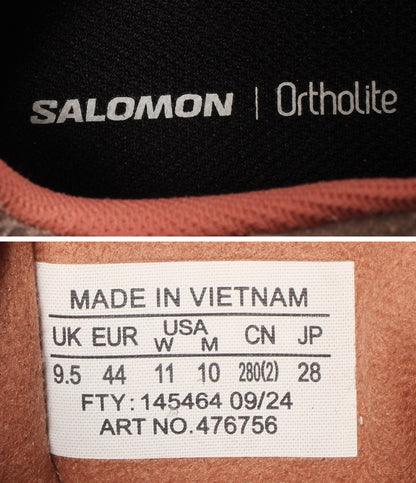 SALOMON | Ortholite
MADE IN VIETNAM
UK EUR USA W M CN JP
9.5 44 11 10 280(2) 28
FTY: 145464 09/24
ART NO.476756